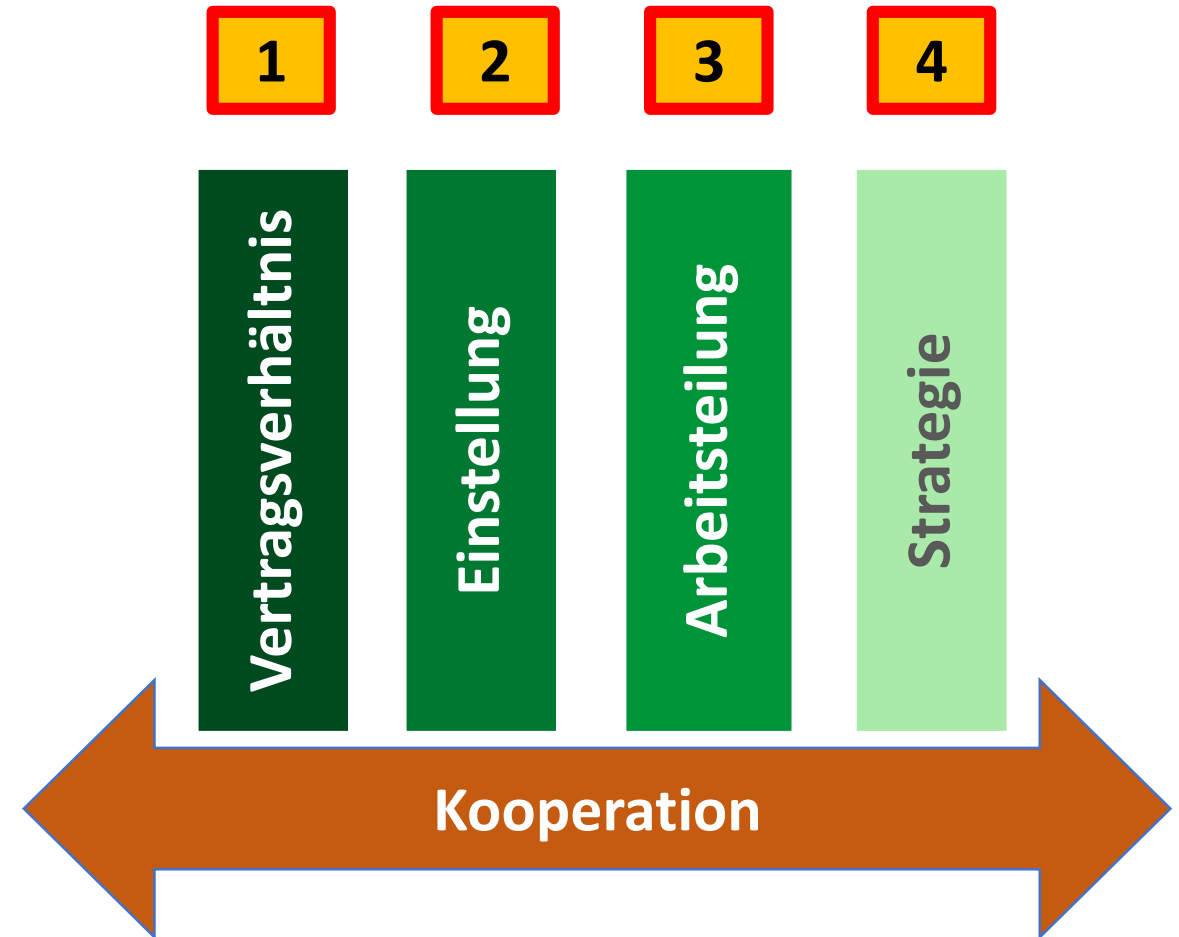 1
2
3
4
Vertragsverhältnis
Einstellung
Arbeitsteilung
Strategie
Kooperation